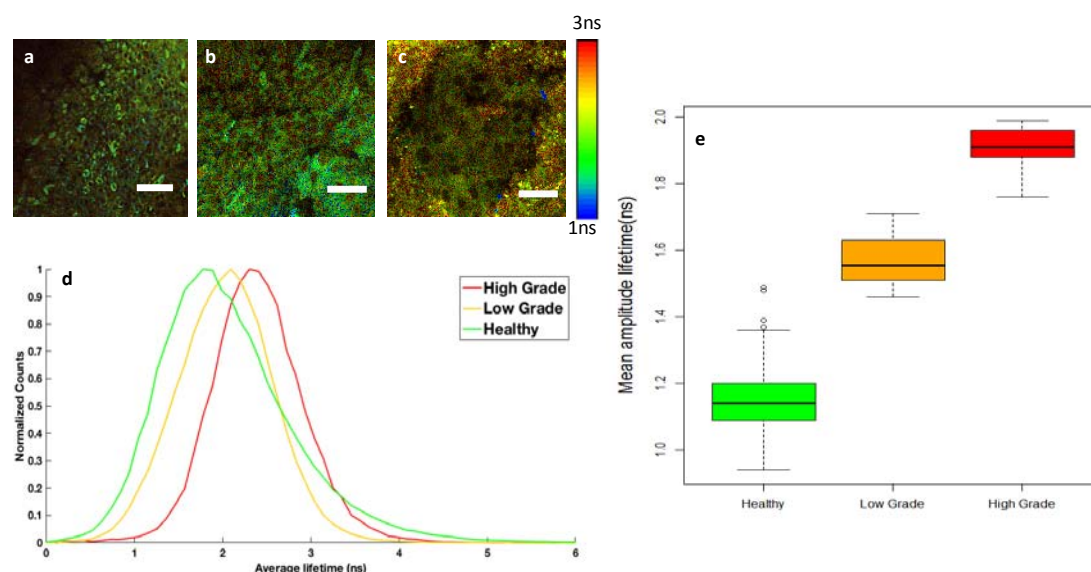 a
b
c
3ns
1ns
d
High Grade
Low Grade
Healthy
Normalized Counts
1
0.9
0.8
0.7
0.6
0.5
0.4
0.3
0.2
0.1
0
0 1 2 3 4 5 6
Average lifetime (ns)
e
Mean amplitude lifetime(ns)
2.0
1.8
1.6
1.4
1.2
1.0
Healthy Low Grade High Grade